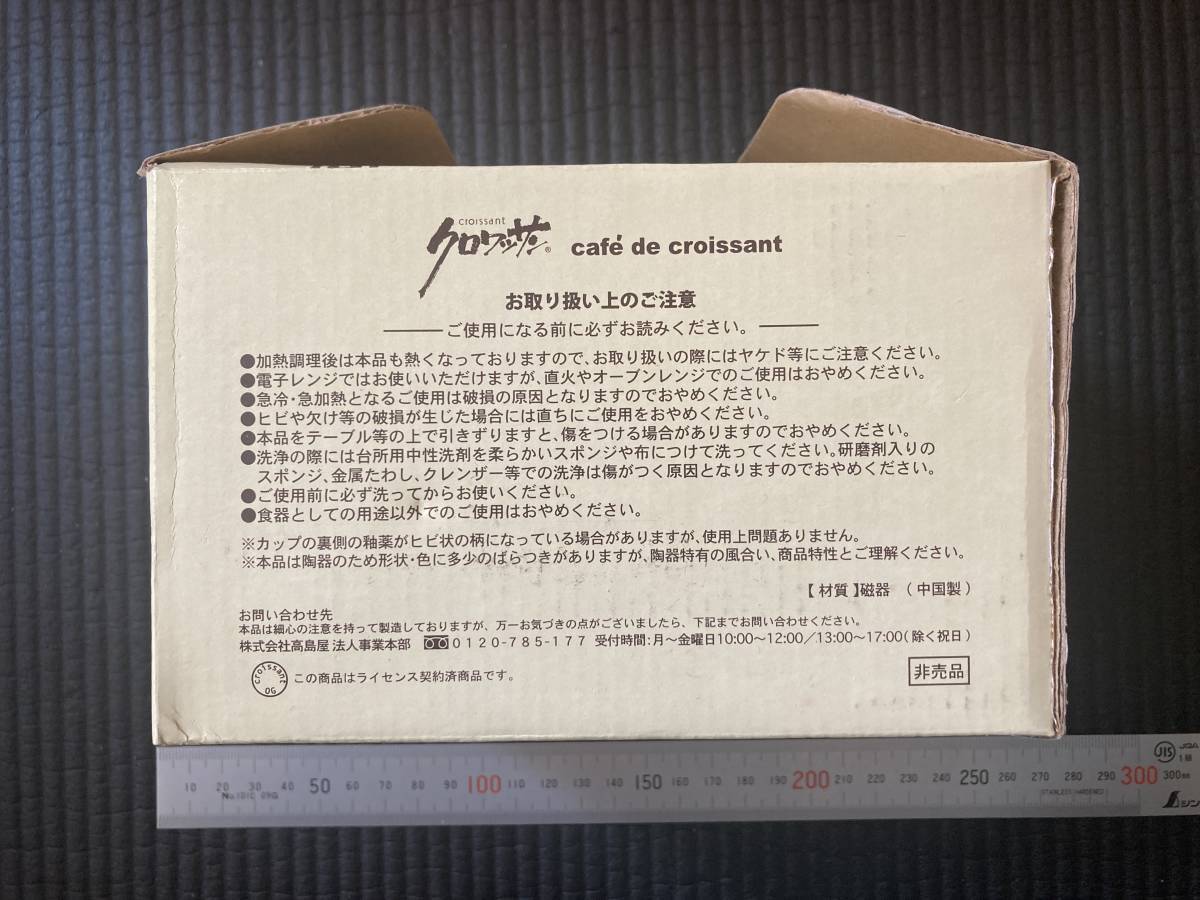 croissant
クロワッサン® café de croissant
お取り扱い上のご注意
ご使用になる前に必ずお読みください。
●加熱調理後は本品も熱くなっておりますので、お取り扱いの際にはヤケド等にご注意ください。
●電子レンジではお使いいただけますが、直火やオーブンレンジでのご使用はおやめください。
●急冷・急加熱となるご使用は破損の原因となりますのでおやめください。
●ヒビや欠け等の破損が生じた場合には直ちにご使用をおやめください。
●本品をテーブル等の上で引きずりますと、傷をつける場合がありますのでおやめください。
●洗浄の際には台所用中性洗剤を柔らかいスポンジや布につけて洗ってください。研磨剤入りの
スポンジ、金属たわし、クレンザー等での洗浄は傷がつく原因となりますのでおやめください。
●ご使用前に必ず洗ってからお使いください。
●食器としての用途以外でのご使用はおやめください。
※カップの裏側の釉薬がヒビ状の柄になっている場合がありますが、使用上問題ありません。
※本品は陶器のため形状・色に多少のばらつきがありますが、陶器特有の風合い、商品特性とご理解ください。
【材質】磁器 （中国製）
お問い合わせ先
本品は細心の注意を持って製造しておりますが、万一お気づきの点がございましたら、下記までお問い合わせください。
株式会社高島屋 法人事業本部 0120-785-177 受付時間:月〜金曜日10:00〜12:00／13:00〜17:00（除く祝日）
croissant OG この商品はライセンス契約済商品です。
非売品
JIS 1級
10 20 30 40 50 60 70 80 90 100 110 120 130 140 150 160 170 180 190 200 210 220 230 240 250 260 270 280 290 300 300mm
No.101C 09G STAINLESS HARDENED シン